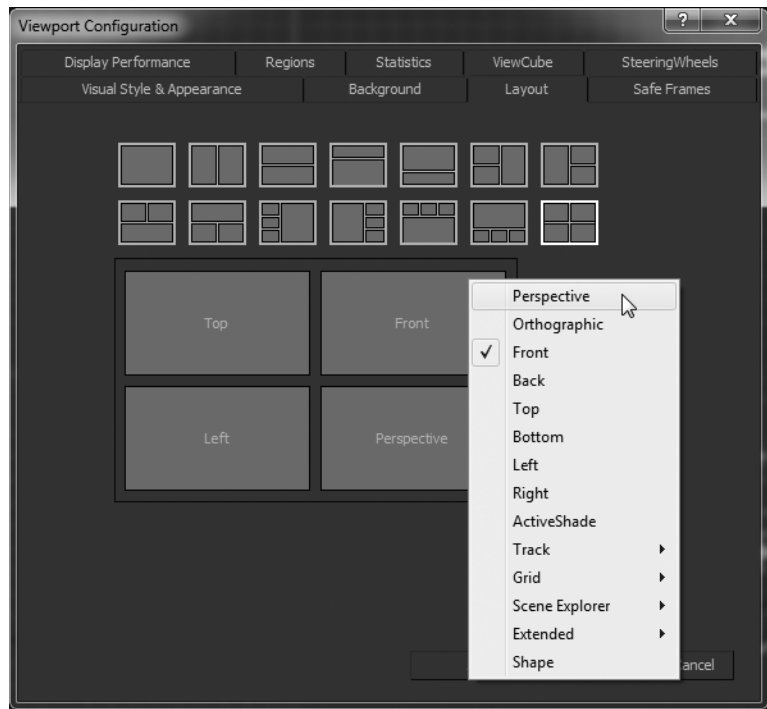 Viewport Configuration
? X
Display Performance Regions Statistics ViewCube SteeringWheels
Visual Style & Appearance Background Layout Safe Frames
Top Front
Left Perspective
Perspective
Orthographic
✓ Front
Back
Top
Bottom
Left
Right
ActiveShade
Track
Grid
Scene Explorer
Extended
Shape
ancel